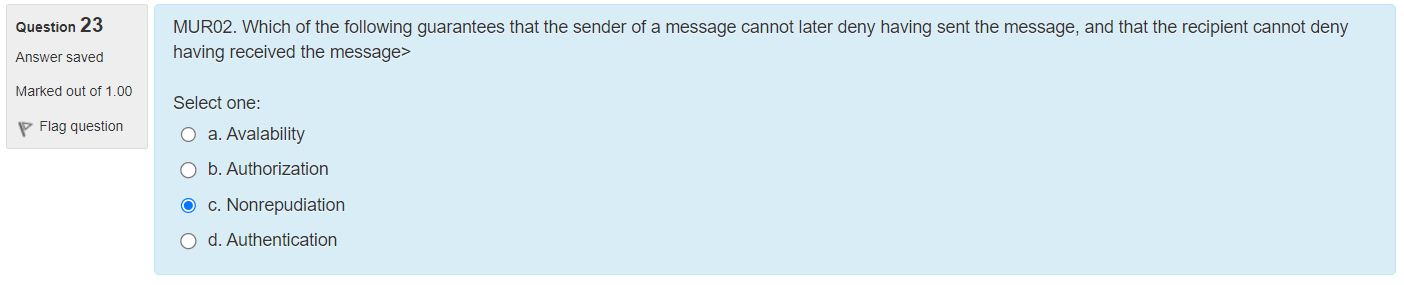 Question 23
Answer saved
Marked out of 1.00
Flag question
MUR02. Which of the following guarantees that the sender of a message cannot later deny having sent the message, and that the recipient cannot deny
having received the message>
Select one:
a. Avalability
b. Authorization
c. Nonrepudiation
d. Authentication